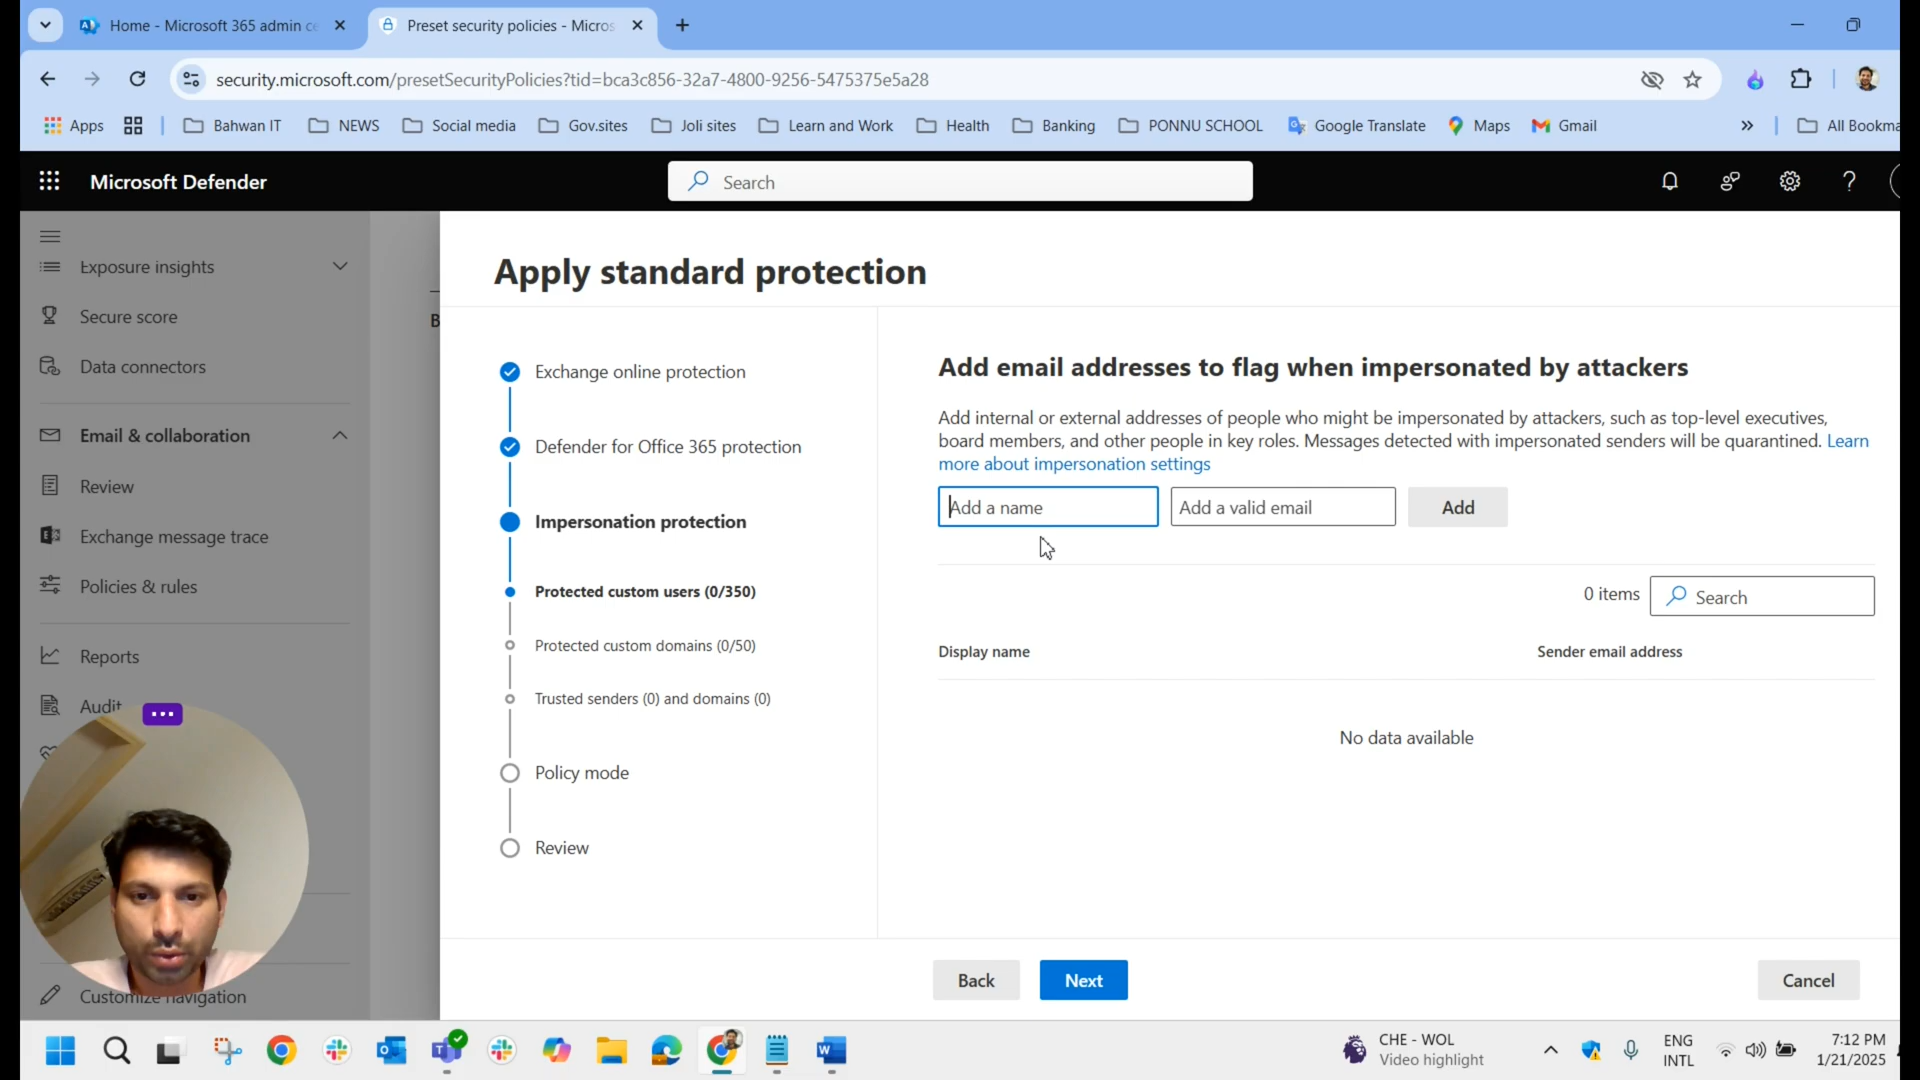 Home - Microsoft 365 admin ce
Preset security policies - Micros
security.microsoft.com/presetSecurityPolicies?tid=bca3c856-32a7-4800-9256-5475375e5a28
Apps
Bahwan IT
NEWS
Social media
Gov.sites
Joli sites
Learn and Work
Health
Banking
PONNU SCHOOL
Google Translate
Maps
Gmail
All Bookma
Microsoft Defender
Search
Exposure insights
Secure score
Data connectors
Email & collaboration
Review
Exchange message trace
Policies & rules
Reports
Audit
Customize navigation
B
Apply standard protection
Exchange online protection
Defender for Office 365 protection
Impersonation protection
Protected custom users (0/350)
Protected custom domains (0/50)
Trusted senders (0) and domains (0)
Policy mode
Review
Add email addresses to flag when impersonated by attackers
Add internal or external addresses of people who might be impersonated by attackers, such as top-level executives,
board members, and other people in key roles. Messages detected with impersonated senders will be quarantined. Learn
more about impersonation settings
Add a name
Add a valid email
Add
0 items
Search
Display name
Sender email address
No data available
Back
Next
Cancel
CHE - WOL
Video highlight
ENG
INTL
7:12 PM
1/21/2025